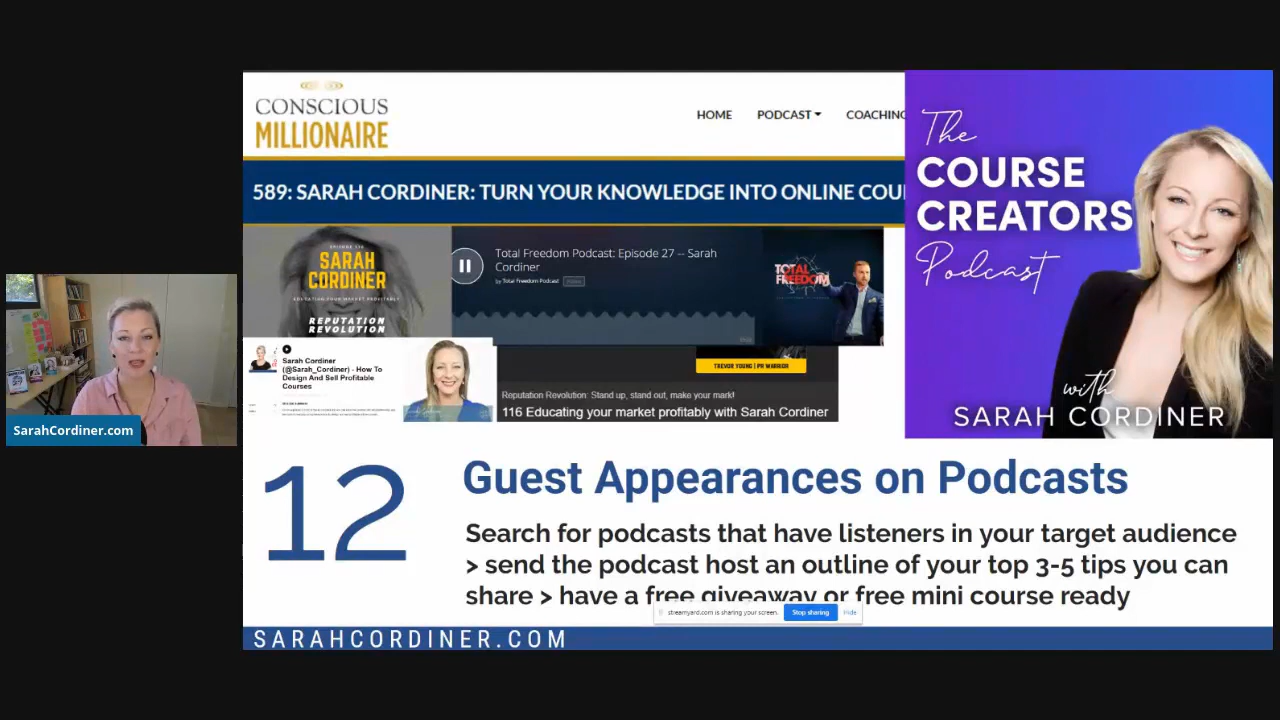 CONSCIOUS
MILLIONAIRE
HOME PODCAST COACHING
589: SARAH CORDINER: TURN YOUR KNOWLEDGE INTO ONLINE COU
SARAH
CORDINER
EDUCATING YOUR MARKET PROFITABLY
REPUTATION
REVOLUTION
Total Freedom Podcast: Episode 27 -- Sarah
Cordiner
by Total Freedom Podcast
TOTAL
FREEDOM
The
COURSE
CREATORS
Podcast
with
SARAH CORDINER
Sarah Cordiner
(@Sarah_Cordiner) - How To
Design And Sell Profitable
Courses
TREVOR YOUNG | PR WARRIOR
Reputation Revolution: Stand up, stand out, make your mark!
116 Educating your market profitably with Sarah Cordiner
SarahCordiner.com
12
Guest Appearances on Podcasts
Search for podcasts that have listeners in your target audience
> send the podcast host an outline of your top 3-5 tips you can
share > have a free giveaway or free mini course ready
streamyard.com is sharing your screen. Stop sharing Hide
SARAHCORDINER.COM